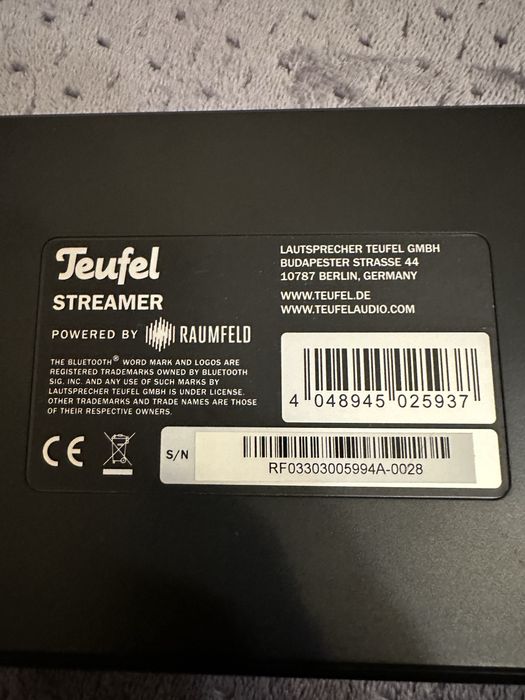 Teufel
STREAMER
POWERED BY RAUMFELD
THE BLUETOOTH® WORD MARK AND LOGOS ARE
REGISTERED TRADEMARKS OWNED BY BLUETOOTH
SIG, INC. AND ANY USE OF SUCH MARKS BY
LAUTSPRECHER TEUFEL GMBH IS UNDER LICENSE.
OTHER TRADEMARKS AND TRADE NAMES ARE THOSE
OF THEIR RESPECTIVE OWNERS.
LAUTSPRECHER TEUFEL GMBH
BUDAPESTER STRASSE 44
10787 BERLIN, GERMANY
WWW.TEUFEL.DE
WWW.TEUFELAUDIO.COM
4 048945 025937
CE
S/N
RF03303005994A-0028